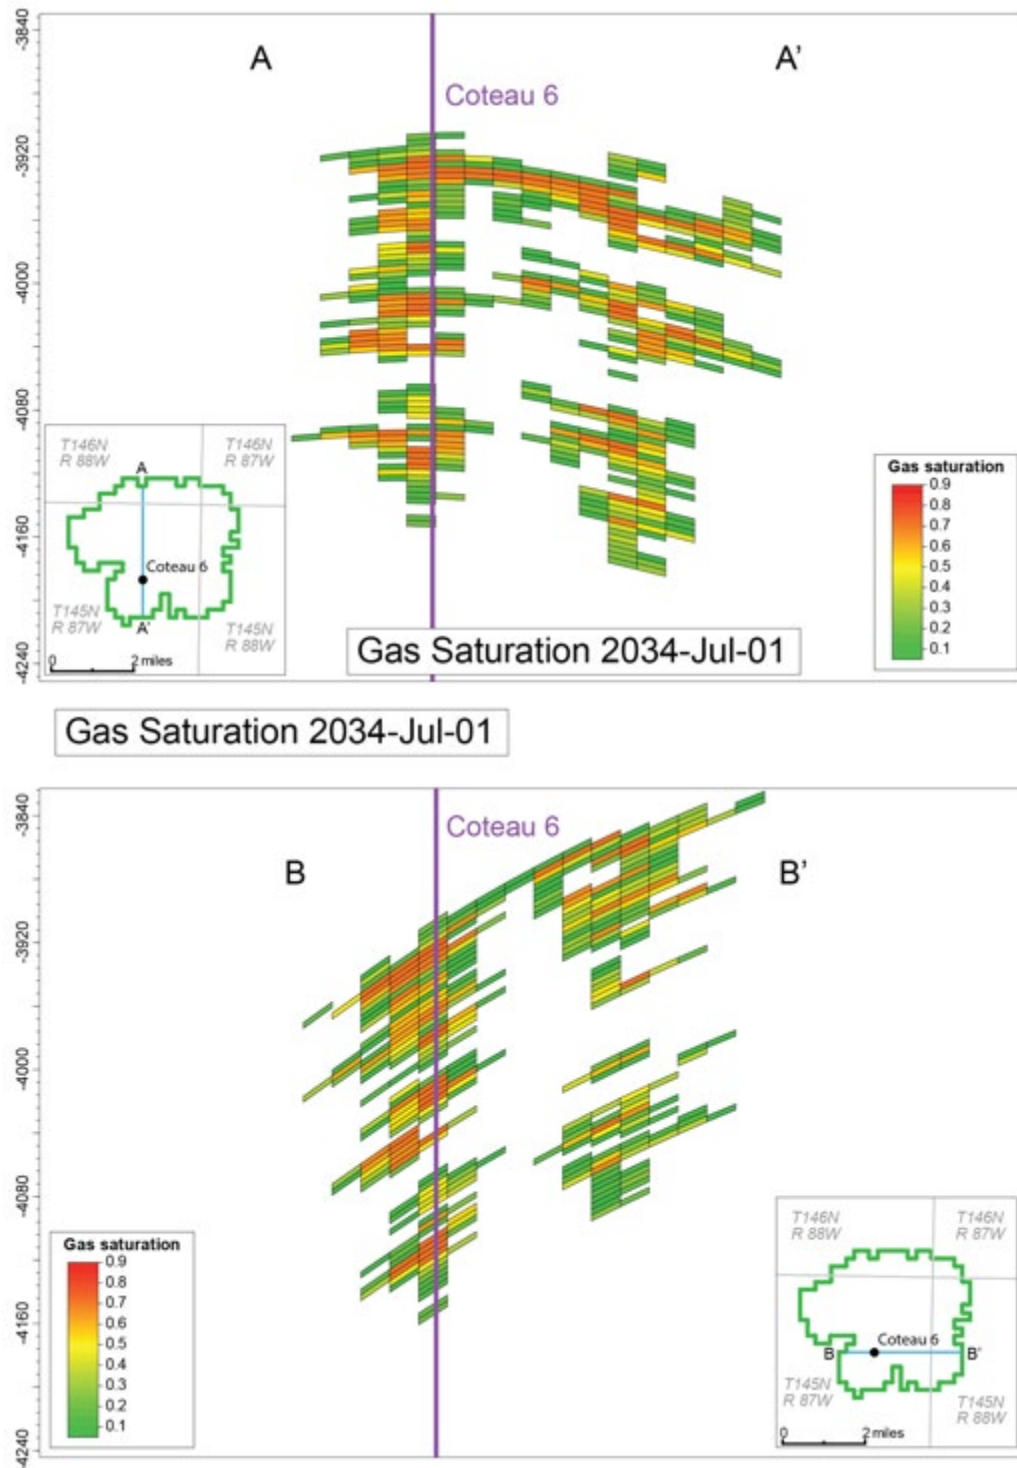 A
A'
Coteau 6
-3840
-3920
-4000
-4080
-4160
-4240
T146N
R 88W
T146N
R 87W
A
Coteau 6
T145N
R 87W
A'
T145N
R 88W
0
2 miles
Gas saturation
0.9
0.8
0.7
0.6
0.5
0.4
0.3
0.2
0.1
Gas Saturation 2034-Jul-01
Gas Saturation 2034-Jul-01
Coteau 6
B
B'
-3840
-3920
-4000
-4080
-4160
-4240
Gas saturation
0.9
0.8
0.7
0.6
0.5
0.4
0.3
0.2
0.1
T146N
R 88W
T146N
R 87W
Coteau 6
B
B'
T145N
R 87W
T145N
R 88W
0
2 miles